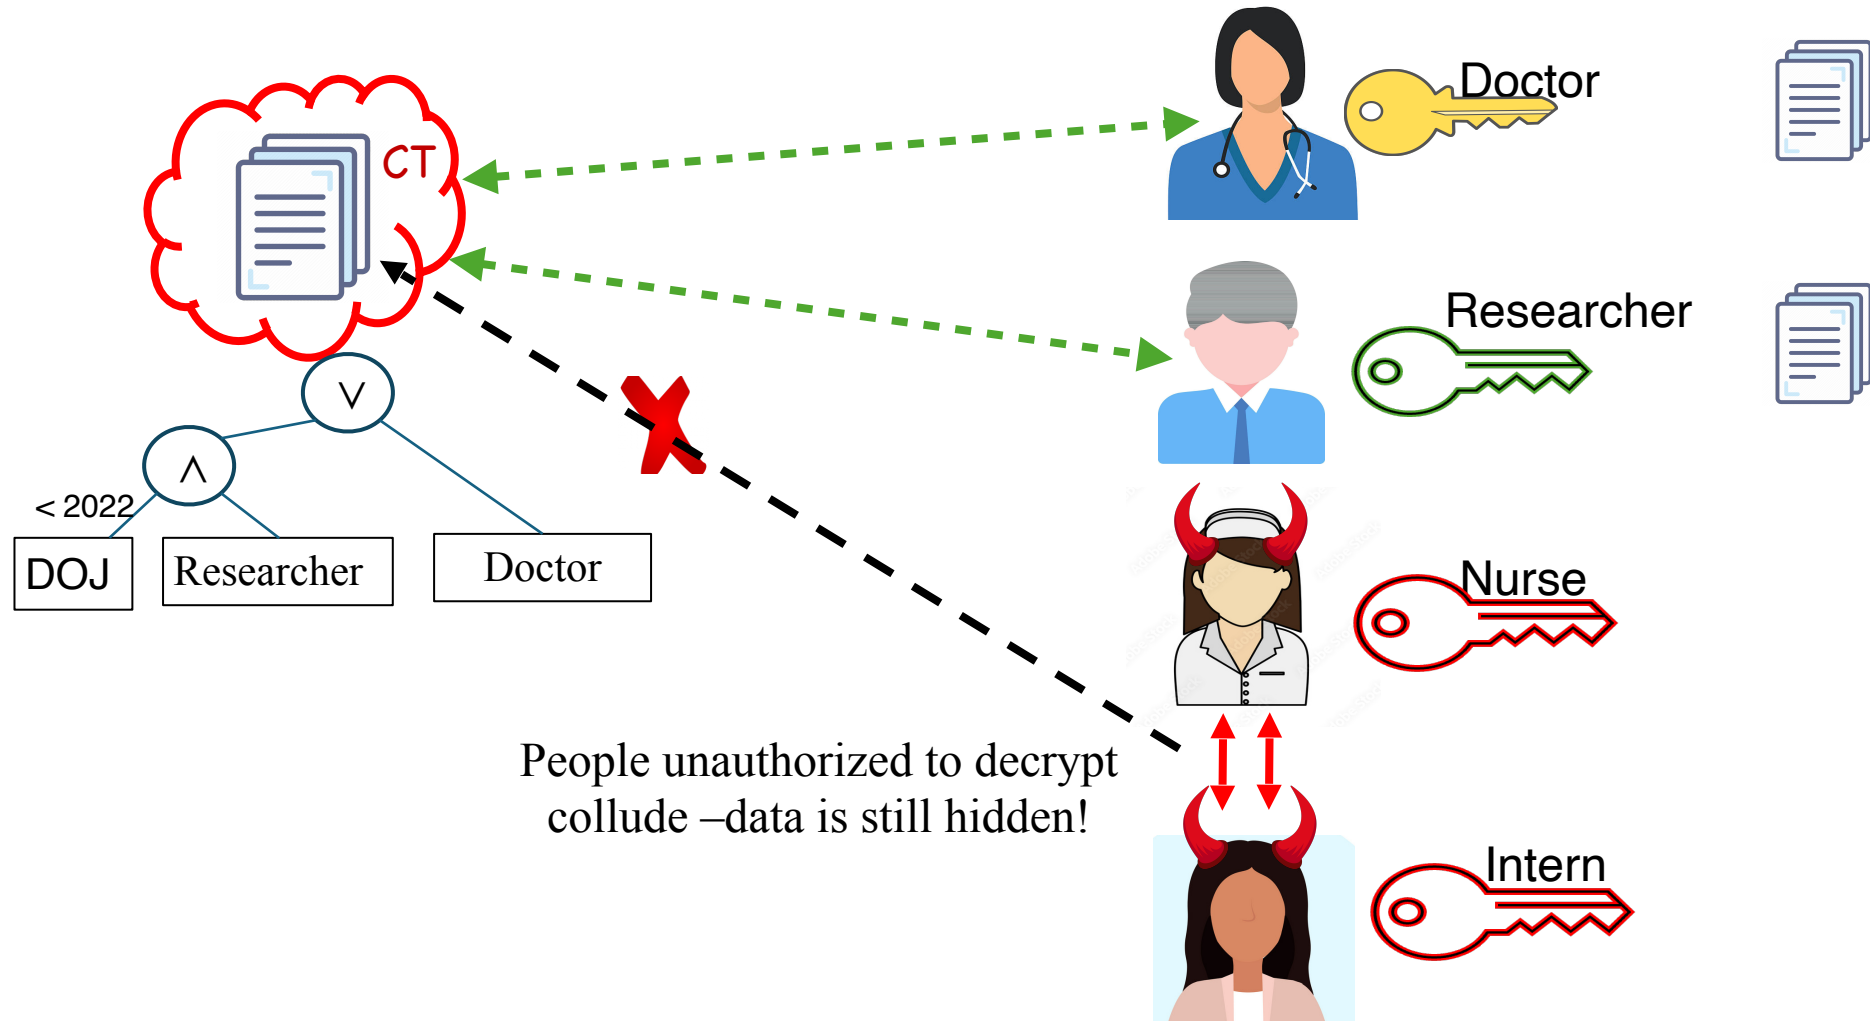 CT
Doctor
Researcher
∨
∧
< 2022
DOJ
Researcher
Doctor
Nurse
People unauthorized to decrypt
collude –data is still hidden!
Intern